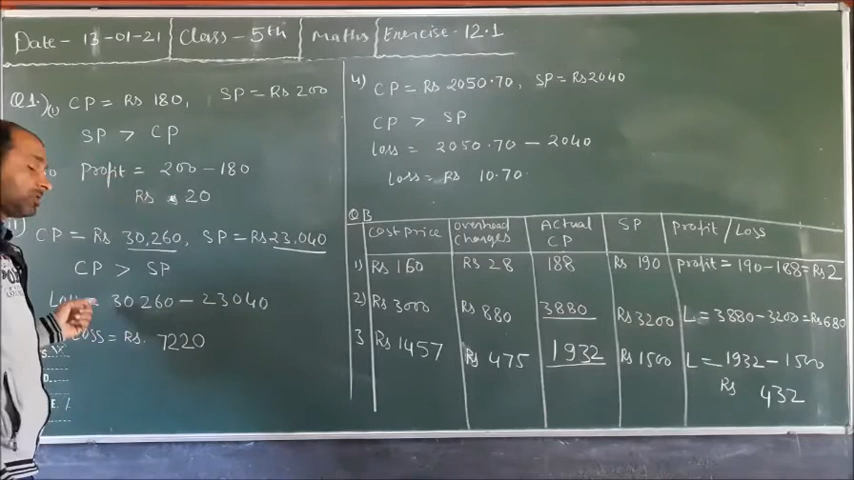 Date - 13-01-21 Class - 5th Maths Exercise - 12.1
Q1.) (i) CP = Rs 180, SP = Rs 200
SP > CP
Profit = 200 - 180
Rs 20
CP = Rs 30,260, SP = Rs 23,040
CP > SP
30260 - 23040
Loss = Rs. 7220
4) CP = Rs 2050.70, SP = Rs 2040
CP > SP
Loss = 2050.70 - 2040
Loss = Rs 10.70
QB
Cost price overhead charges Actual CP SP Profit / Loss
1) Rs 160 Rs 28 188 Rs 190 Profit = 190-188 = Rs 2
2) Rs 3000 Rs 880 3880 Rs 3200 L = 3880-3200 = Rs 680
3 Rs 1457 Rs 475 1932 Rs 1500 L = 1932 - 1500
Rs 432